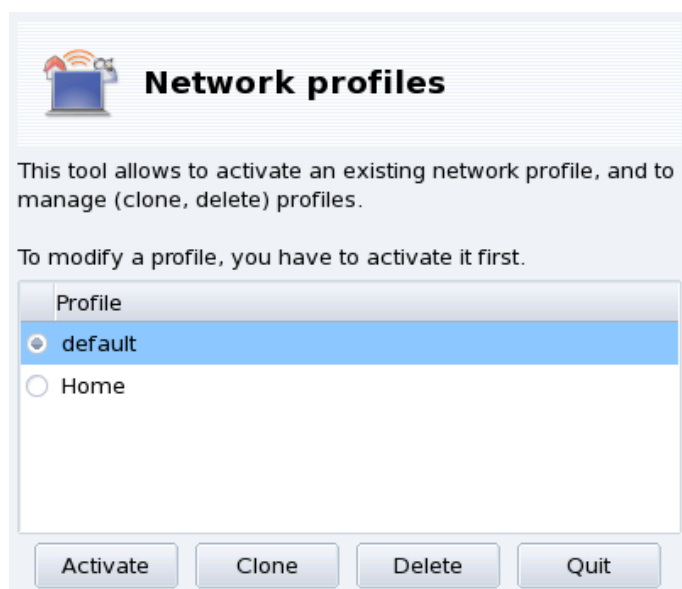 Network profiles
This tool allows to activate an existing network profile, and to
manage (clone, delete) profiles.
To modify a profile, you have to activate it first.
Profile
default
Home
Activate Clone Delete Quit